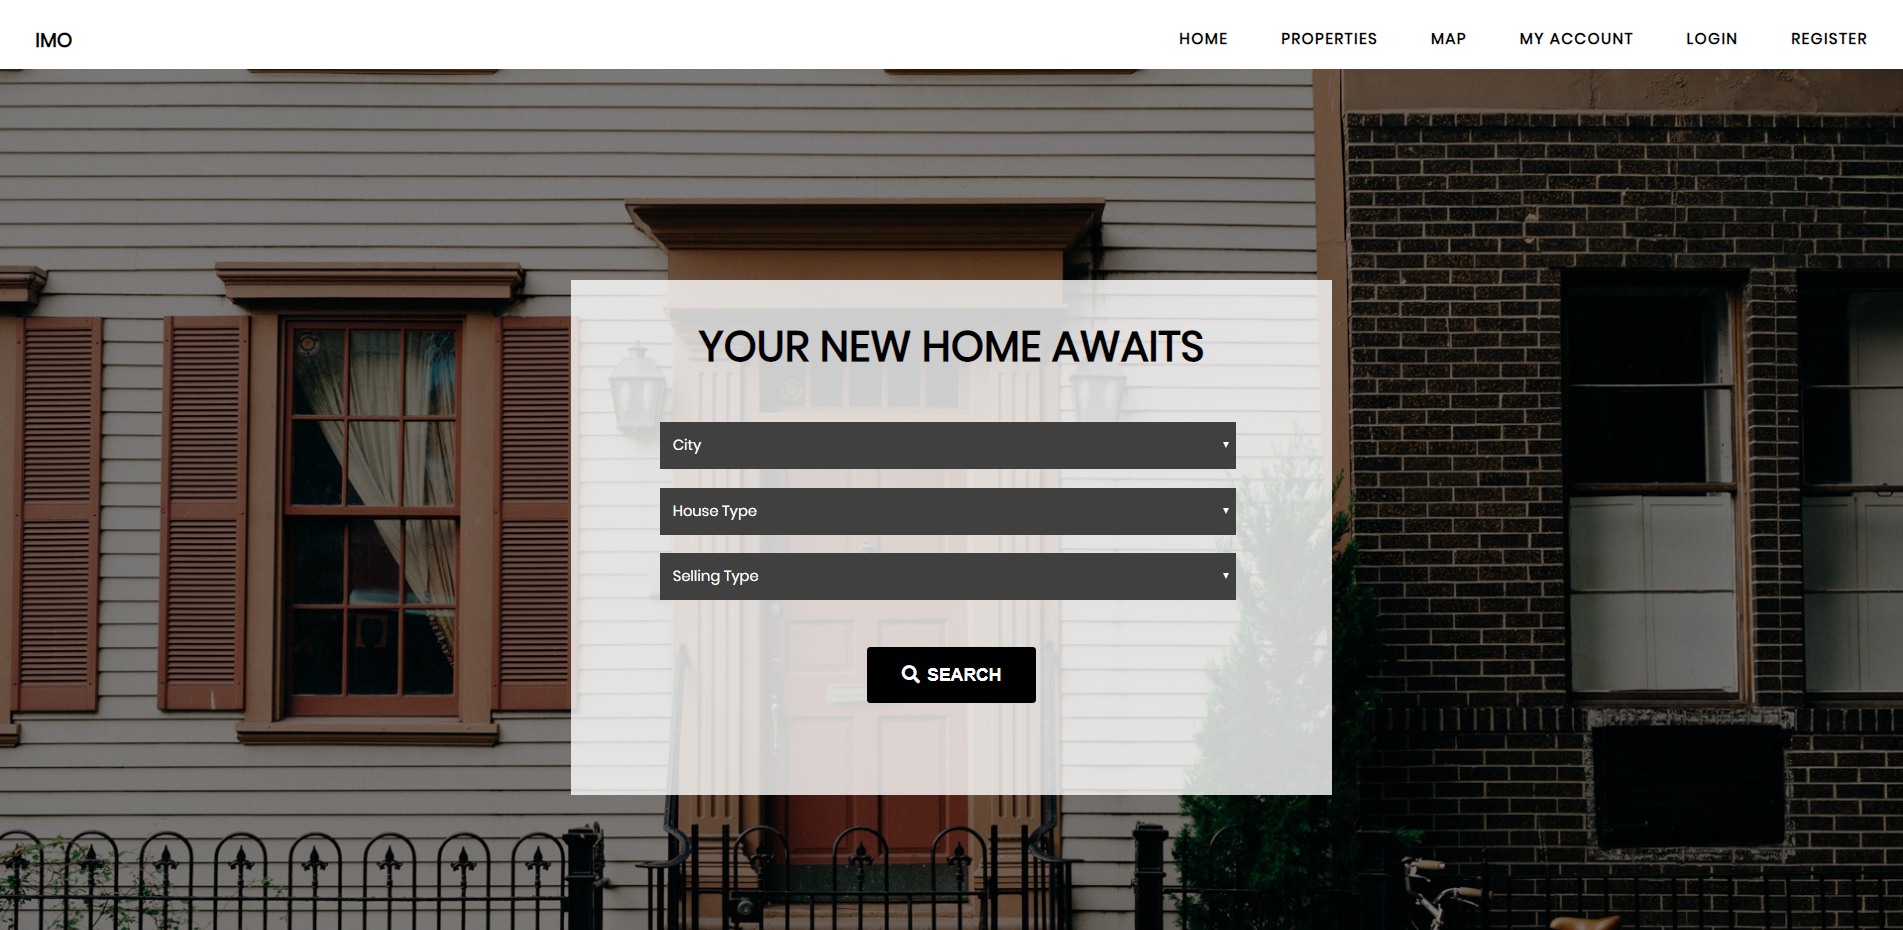 IMO
HOME PROPERTIES MAP MY ACCOUNT LOGIN REGISTER
YOUR NEW HOME AWAITS
City
House Type
Selling Type
SEARCH